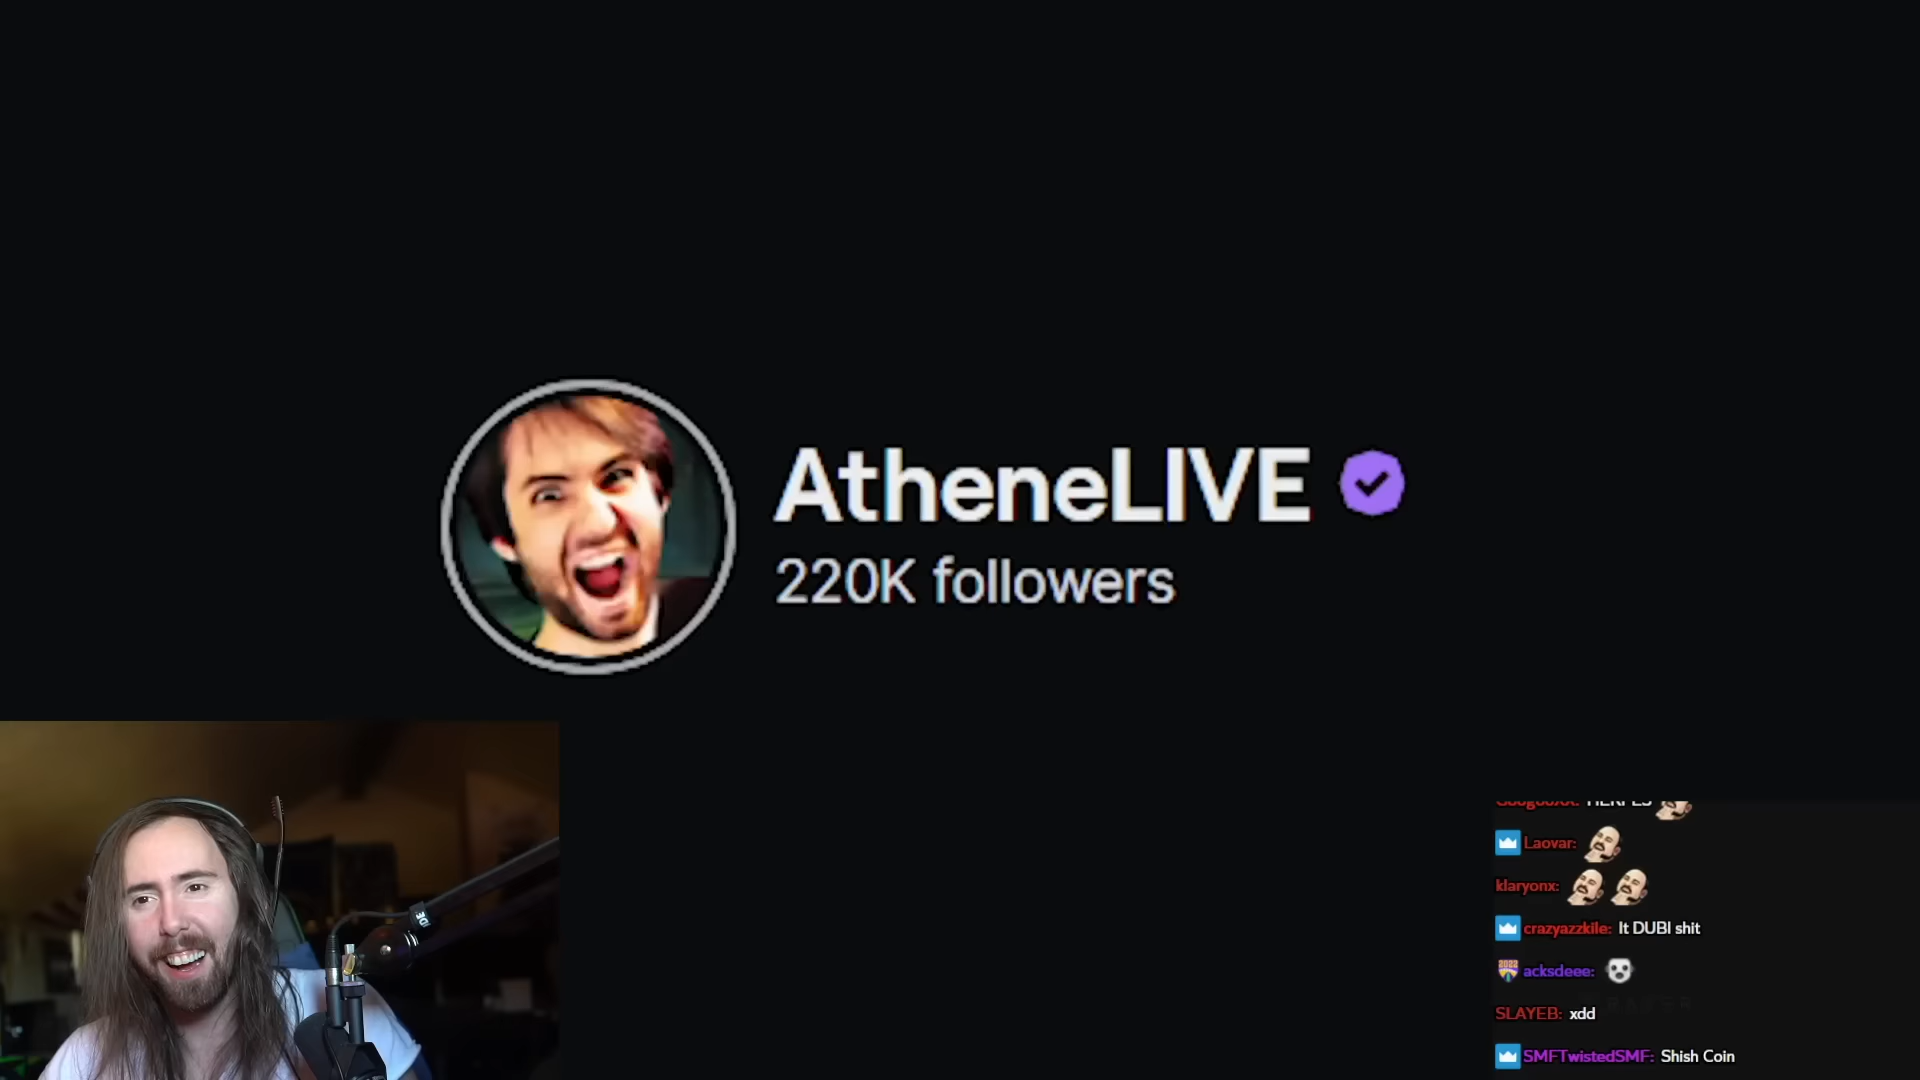 AtheneLIVE
220K followers
Laovar:
klaryonx:
crazyazzkile: It DUBI shit
acksdeee:
SLAYEB: xdd
SMFTwistedSMF: Shish Coin